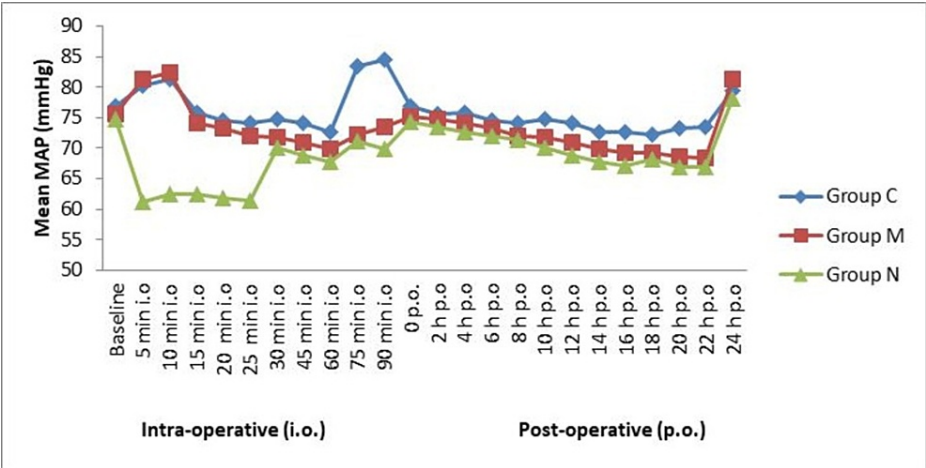 Mean MAP (mmHg)
90
85
80
75
70
65
60
55
50
Baseline
5 min i.o
10 min i.o
15 min i.o
20 min i.o
25 min i.o
30 min i.o
45 min i.o
60 min i.o
75 min i.o
90 min i.o
0 p.o.
2 h p.o
4 h p.o
6 h p.o
8 h p.o
10 h p.o
12 h p.o
14 h p.o
16 h p.o
18 h p.o
20 h p.o
22 h p.o
24 h p.o
Group C
Group M
Group N
Intra-operative (i.o.)
Post-operative (p.o.)